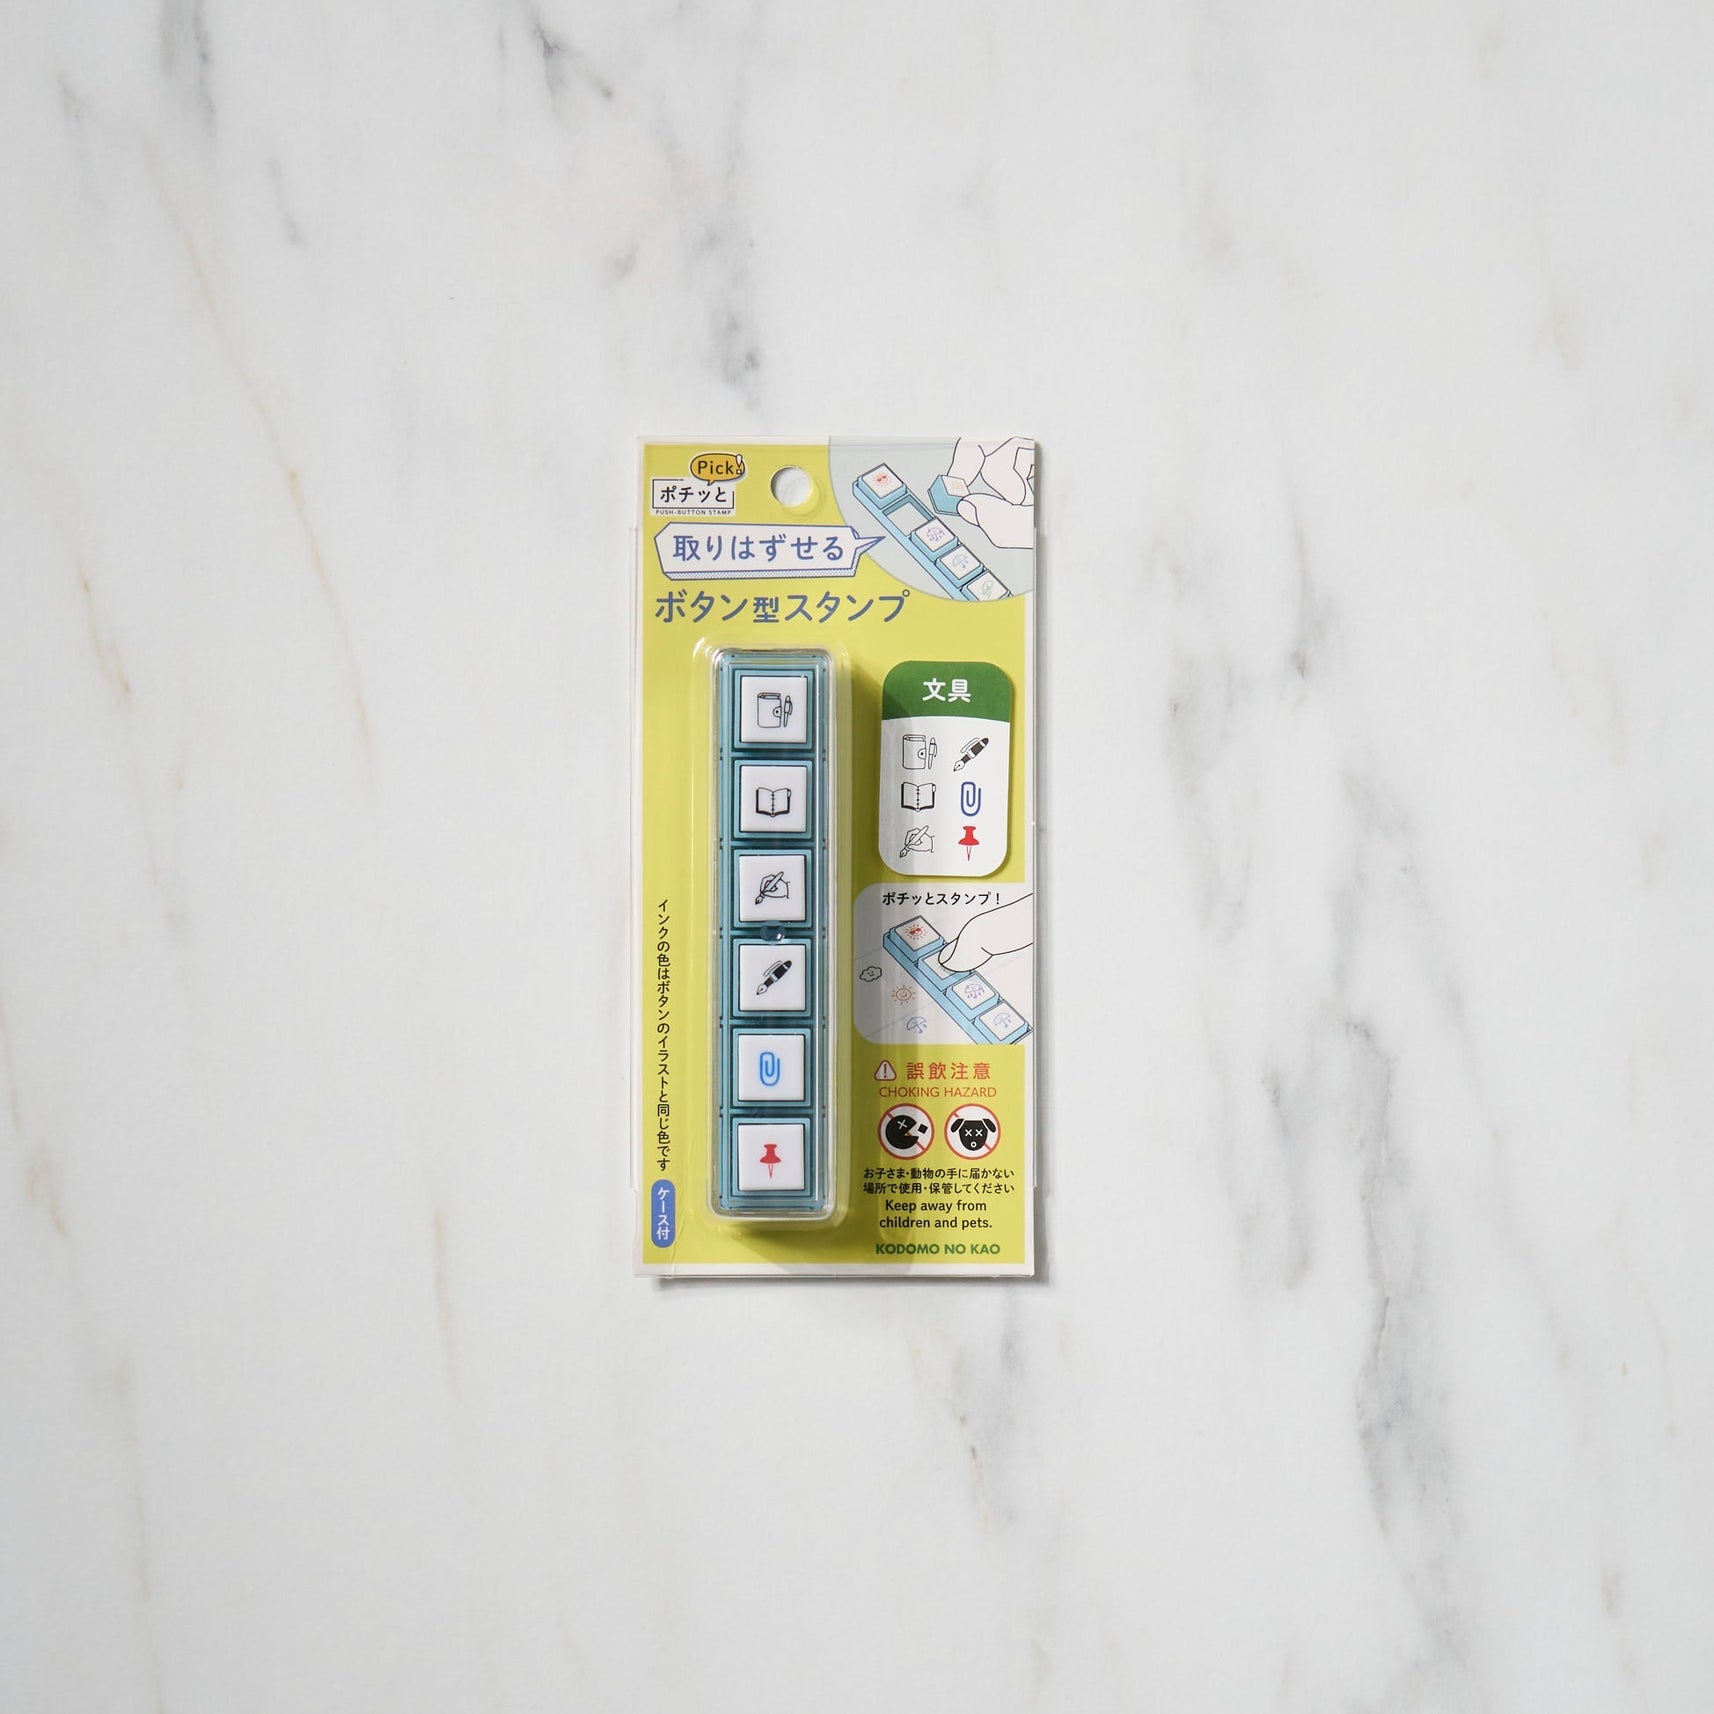 Pick!
ポチッと
PUSH-BUTTON STAMP
取りはずせる
ボタン型スタンプ
文具
ポチッとスタンプ！
インクの色はボタンのイラストと同じ色です
ケース付
誤飲注意
CHOKING HAZARD
お子さま・動物の手に届かない
場所で使用・保管してください
Keep away from
children and pets.
KODOMO NO KAO